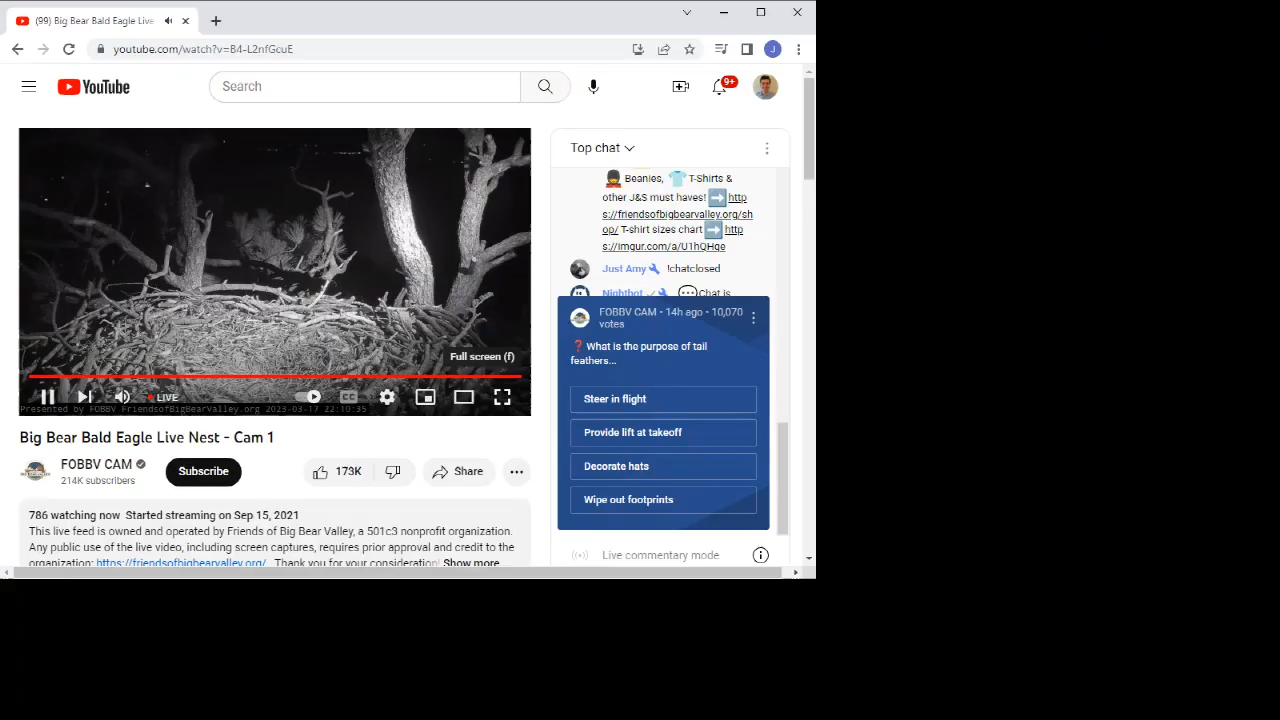 (99) Big Bear Bald Eagle Live
youtube.com/watch?v=B4-L2nfGcuE
YouTube
Search
9+
J
Full screen (f)
LIVE
CC
Presented by FOBBV FriendsofBigBearValley.org 2023-03-17 22:10:35
Big Bear Bald Eagle Live Nest - Cam 1
FOBBV CAM
214K subscribers
Subscribe
173K
Share
786 watching now Started streaming on Sep 15, 2021
This live feed is owned and operated by Friends of Big Bear Valley, a 501c3 nonprofit organization.
Any public use of the live video, including screen captures, requires prior approval and credit to the
organization: https://friendsofbigbearvalley.org/ . Thank you for your consideration! Show more
Top chat
Beanies, T-Shirts &
other J&S must haves! http
s://friendsofbigbearvalley.org/sh
op/ T-shirt sizes chart http
s://imgur.com/a/U1hQHqe
Just Amy !chatclosed
Nightbot Chat is
FOBBV CAM • 14h ago • 10,070
votes
What is the purpose of tail
feathers...
Steer in flight
Provide lift at takeoff
Decorate hats
Wipe out footprints
Live commentary mode